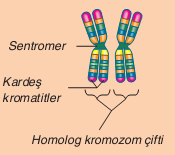 Sentromer
Kardeş
kromatitler
Homolog kromozom çifti